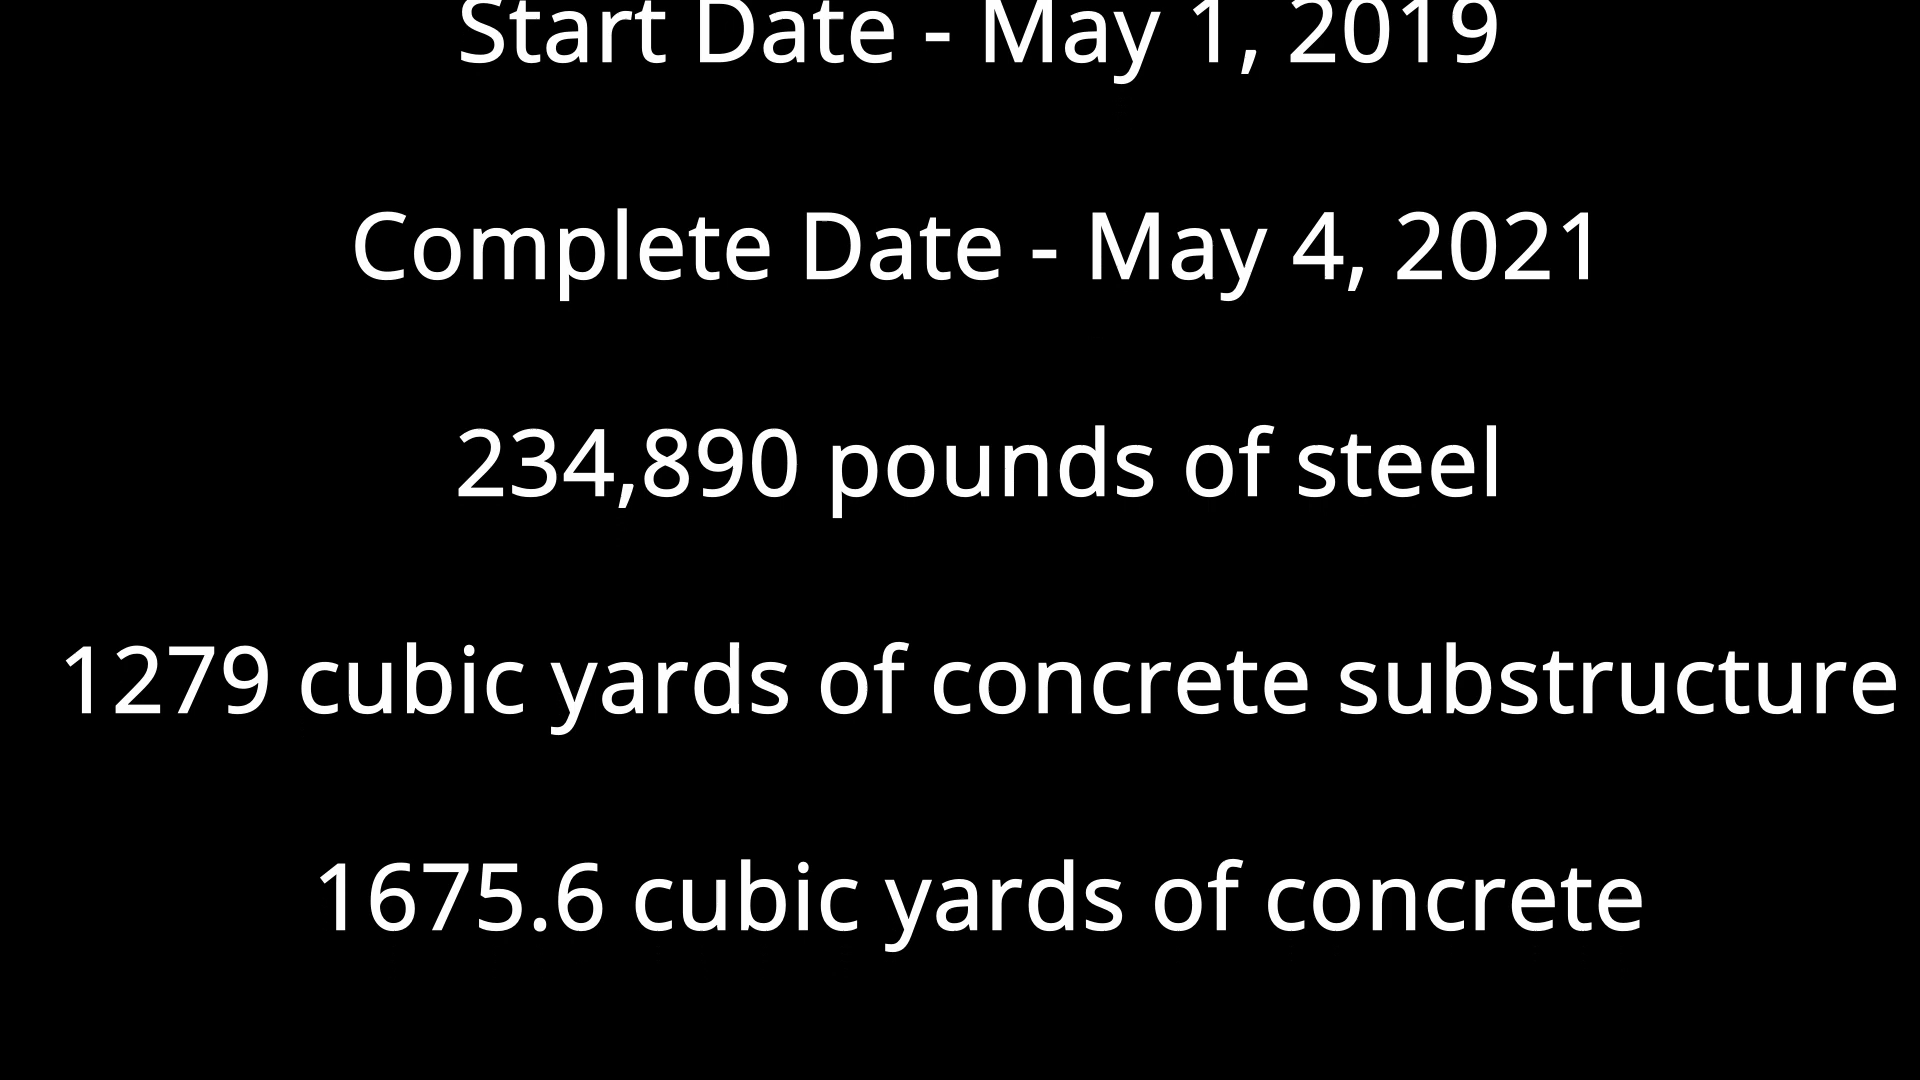 Start Date - May 1, 2019
Complete Date - May 4, 2021
234,890 pounds of steel
1279 cubic yards of concrete substructure
1675.6 cubic yards of concrete